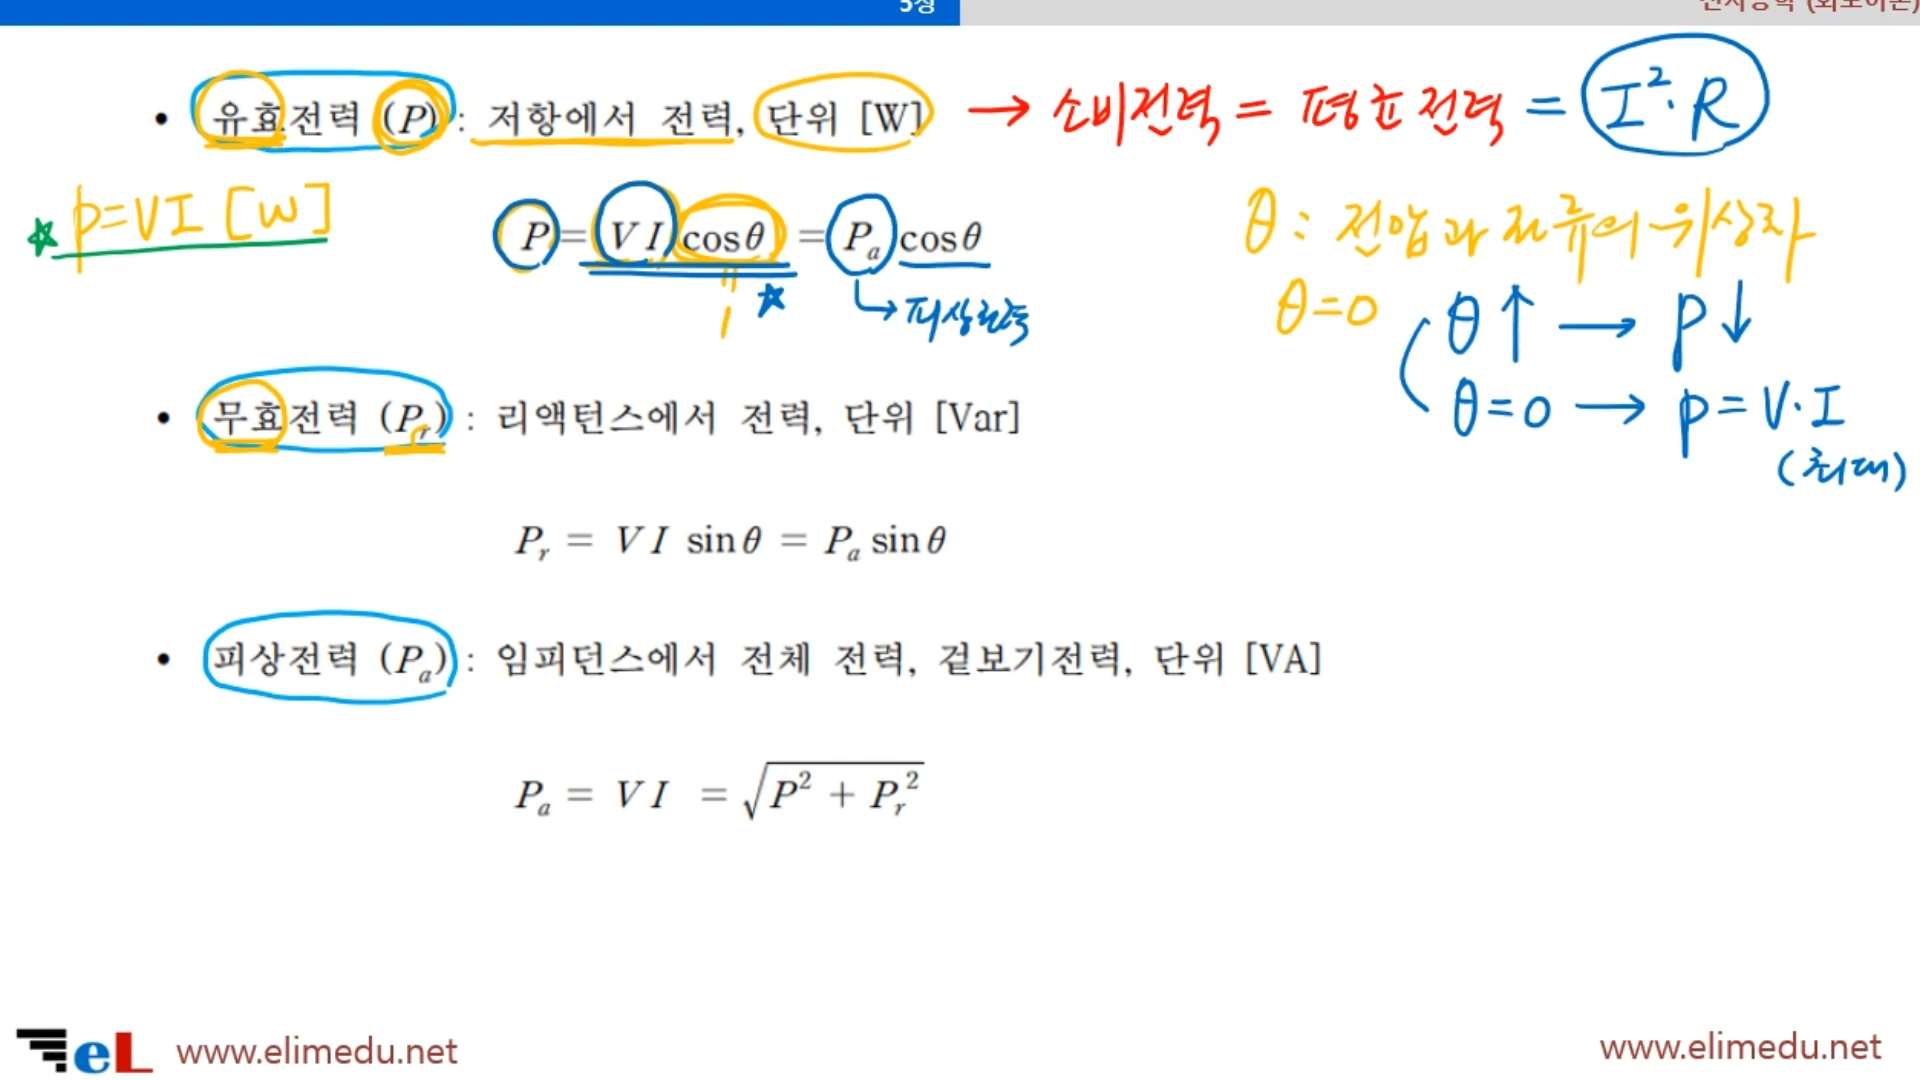 5장
전자공학 (회로이론)
• 유효전력 (P) : 저항에서 전력, 단위 [W] → 소비전력 = 평균전력 = I²·R
☆ P=VI [W]
P = VI cosθ = Pₐ cosθ
"
1
☆
↳ 피상전력
θ : 전압과 전류의 위상차
θ=0
θ↑ → P↓
θ=0 → P=V·I
(최대)
• 무효전력 (Pᵣ) : 리액턴스에서 전력, 단위 [Var]
Pᵣ = VI sinθ = Pₐ sinθ
• 피상전력 (Pₐ) : 임피던스에서 전체 전력, 겉보기전력, 단위 [VA]
Pₐ = VI = √(P² + Pᵣ²)
eL www.elimedu.net
www.elimedu.net